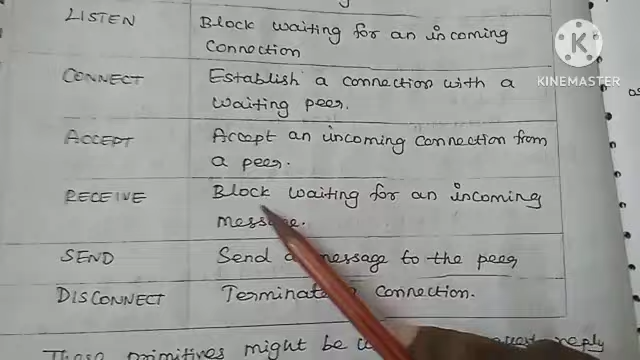 LISTEN Block waiting for an incoming
connection
CONNECT Establish a connection with a
waiting peer.
ACCEPT Accept an incoming connection from
a peer.
RECEIVE Block waiting for an incoming
message.
SEND Send a message to the peer
DISCONNECT Terminate a connection.
These primitives might be reply
K
KINEMASTER